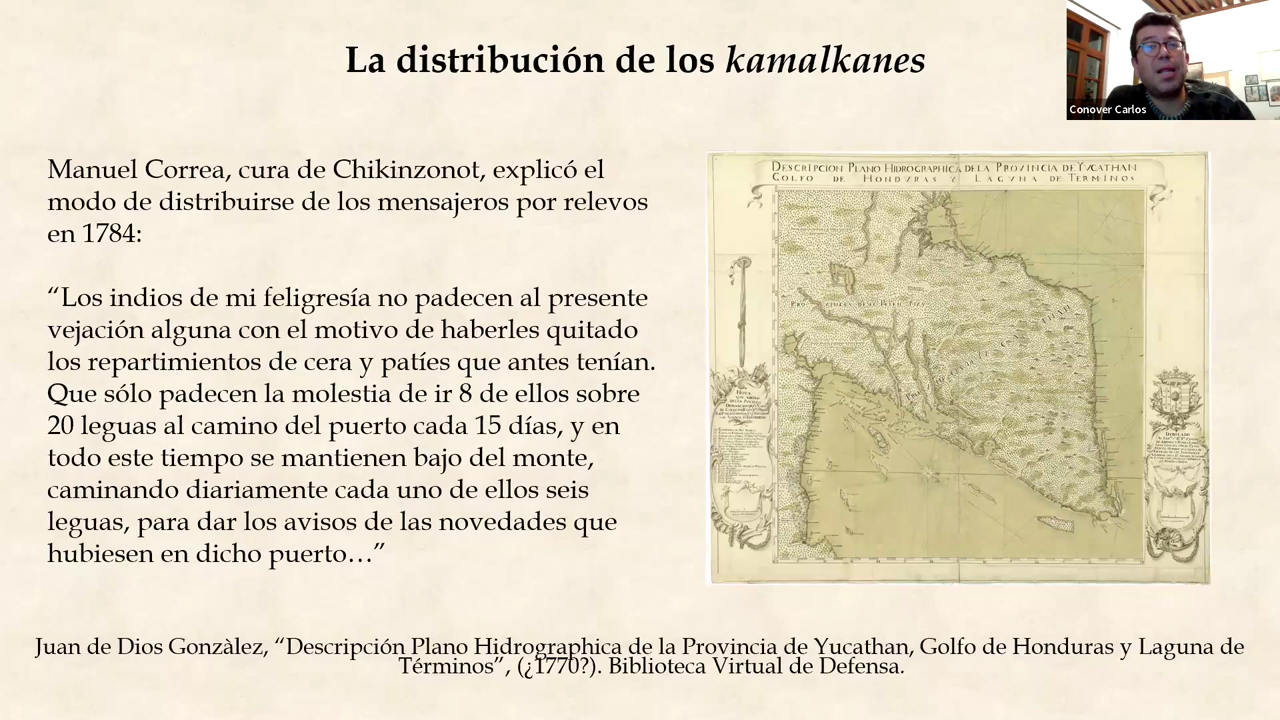 La distribución de los kamalkanes
Conover Carlos
Manuel Correa, cura de Chikinzonot, explicó el
modo de distribuirse de los mensajeros por relevos
en 1784:
“Los indios de mi feligresía no padecen al presente
vejación alguna con el motivo de haberles quitado
los repartimientos de cera y patíes que antes tenían.
Que sólo padecen la molestia de ir 8 de ellos sobre
20 leguas al camino del puerto cada 15 días, y en
todo este tiempo se mantienen bajo del monte,
caminando diariamente cada uno de ellos seis
leguas, para dar los avisos de las novedades que
hubiesen en dicho puerto…”
DESCRIPCION PLANO HIDROGRAPHICA DE LA PROVINCIA DE YUCATHAN
GOLFO DE HONDURAS Y LAGUNA DE TERMINOS
Juan de Dios Gonzàlez, “Descripción Plano Hidrographica de la Provincia de Yucathan, Golfo de Honduras y Laguna de
Términos”, (¿1770?). Biblioteca Virtual de Defensa.